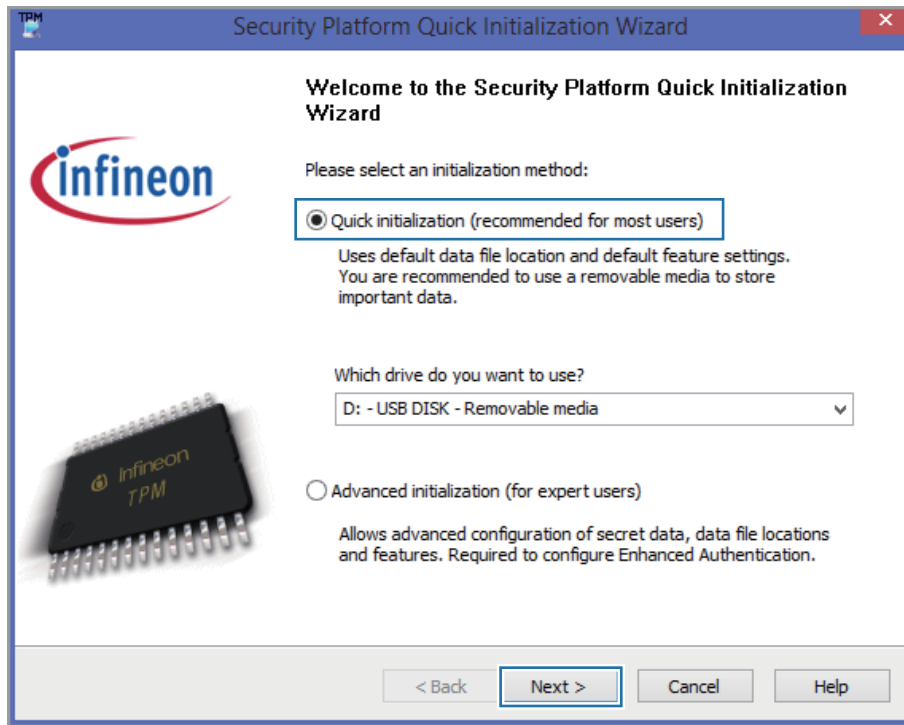 TPM
Security Platform Quick Initialization Wizard
Welcome to the Security Platform Quick Initialization
Wizard
infineon
Please select an initialization method:
Quick initialization (recommended for most users)
Uses default data file location and default feature settings.
You are recommended to use a removable media to store
important data.
Which drive do you want to use?
D: - USB DISK - Removable media
Infineon
TPM
Advanced initialization (for expert users)
Allows advanced configuration of secret data, data file locations
and features. Required to configure Enhanced Authentication.
< Back Next > Cancel Help